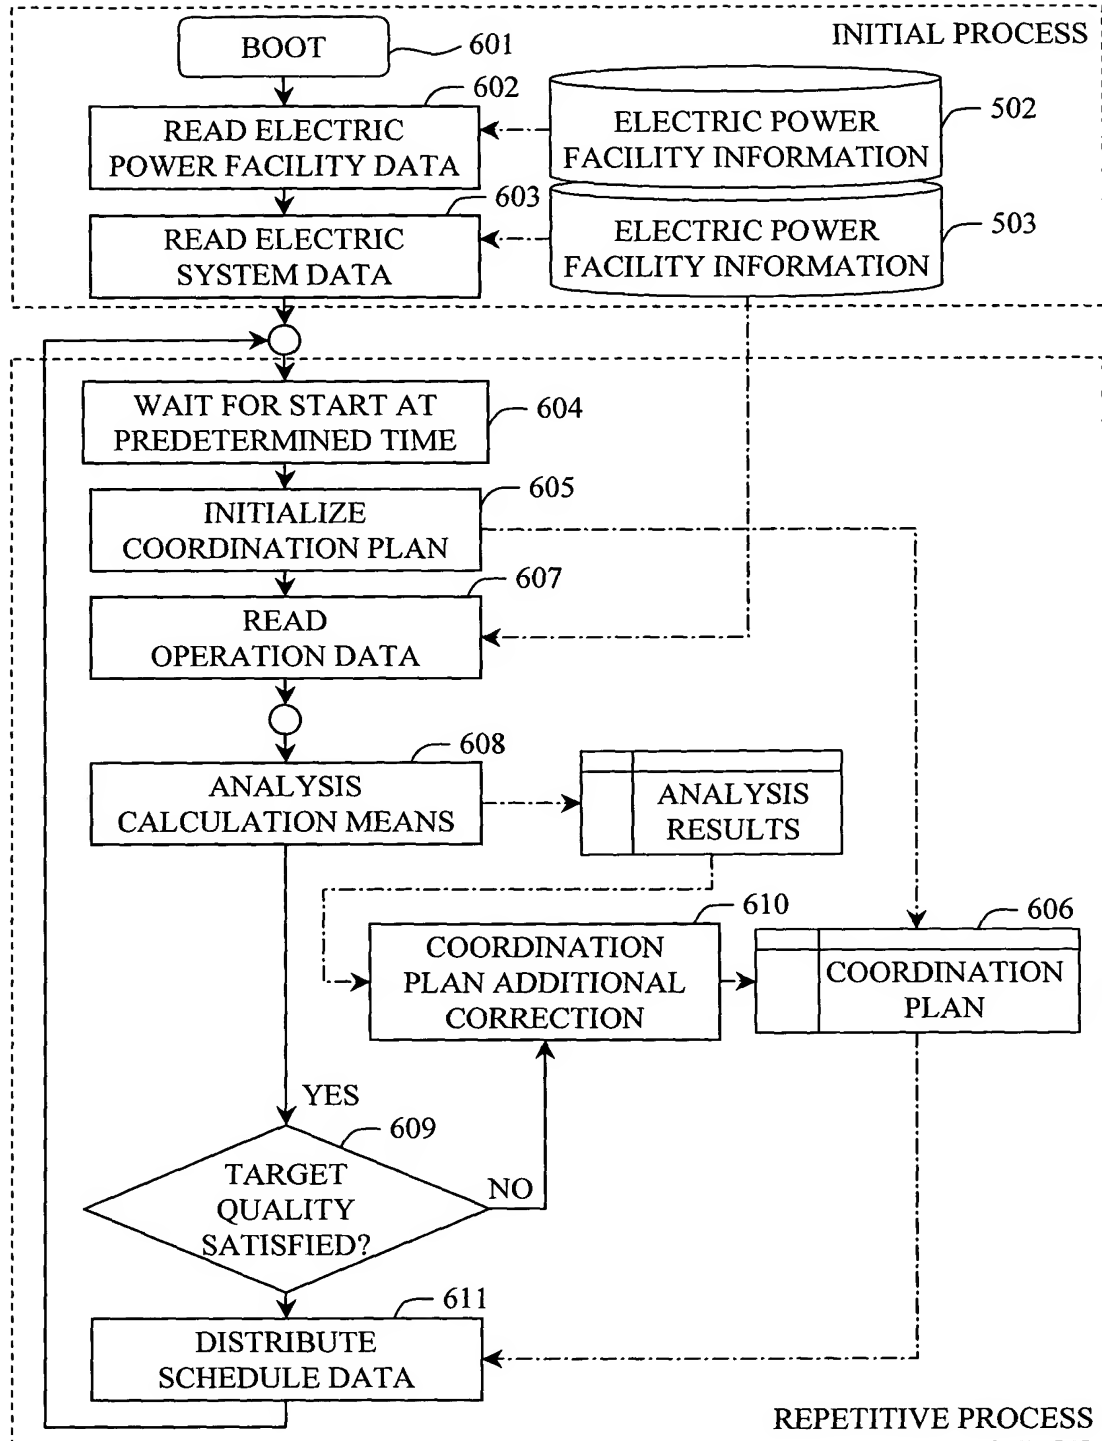 INITIAL PROCESS
BOOT
601
602
READ ELECTRIC
POWER FACILITY DATA
ELECTRIC POWER
FACILITY INFORMATION
502
603
READ ELECTRIC
SYSTEM DATA
ELECTRIC POWER
FACILITY INFORMATION
503
WAIT FOR START AT
PREDETERMINED TIME
604
605
INITIALIZE
COORDINATION PLAN
607
READ
OPERATION DATA
608
ANALYSIS
CALCULATION MEANS
ANALYSIS
RESULTS
610
COORDINATION
PLAN ADDITIONAL
CORRECTION
606
COORDINATION
PLAN
YES
609
TARGET
QUALITY
SATISFIED?
NO
611
DISTRIBUTE
SCHEDULE DATA
REPETITIVE PROCESS